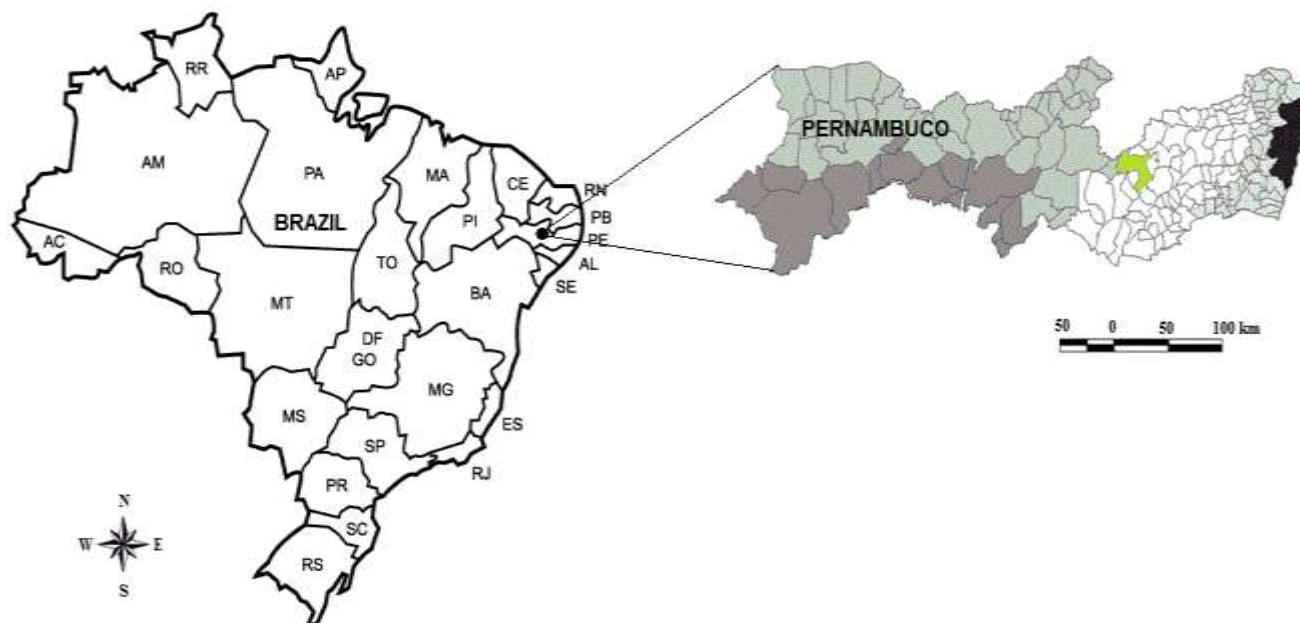 RR
AP
AM
PA
MA
CE
RN
PB
PE
PI
BRAZIL
AC
RO
TO
AL
SE
MT
BA
DF
GO
MG
MS
ES
SP
RJ
PR
SC
RS
N
W E
S
PERNAMBUCO
50 0 50 100 km